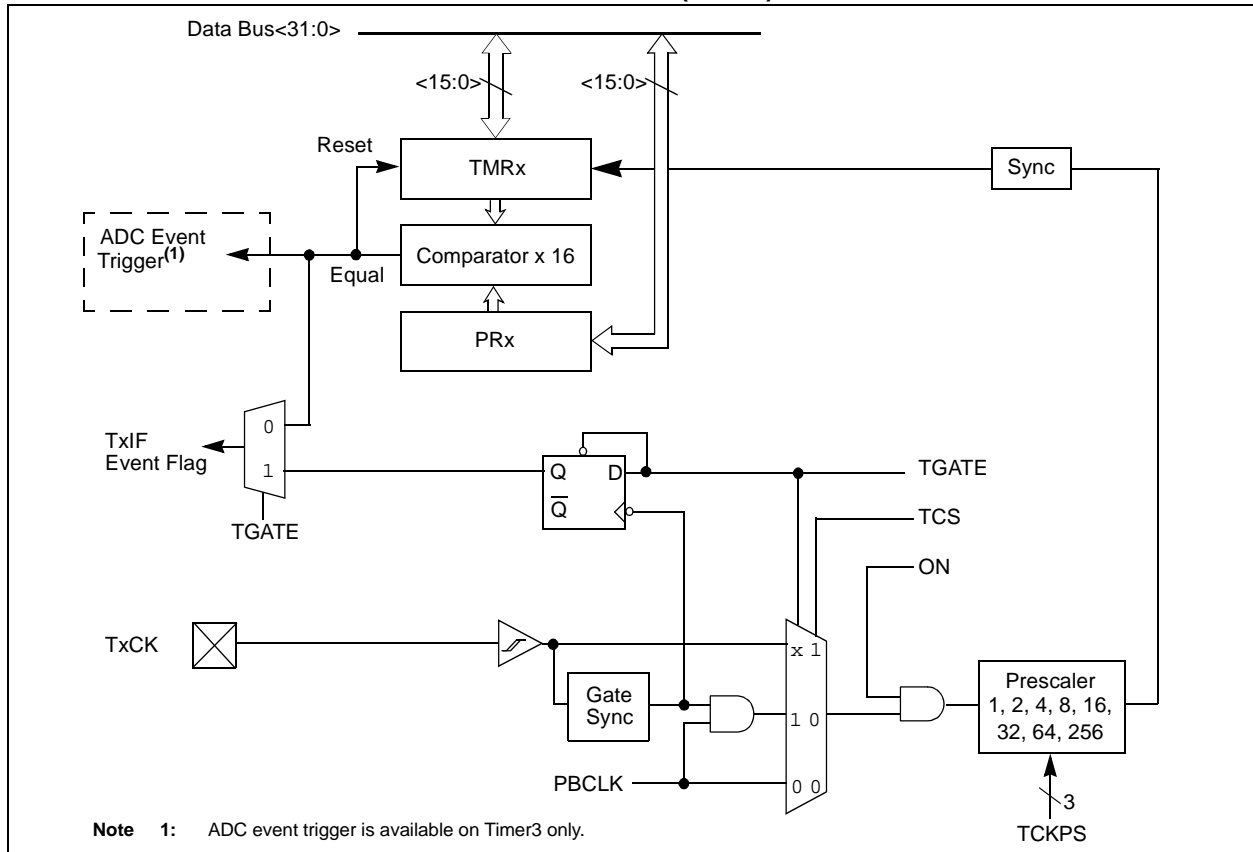 Data Bus<31:0>
<15:0>
<15:0>
Reset
TMRx
Sync
ADC Event
Trigger(1)
Equal
Comparator x 16
PRx
TxIF
Event Flag
0
1
TGATE
Q
D
Q̅
TGATE
TCS
ON
TxCK
x 1
Gate
Sync
1 0
Prescaler
1, 2, 4, 8, 16,
32, 64, 256
PBCLK
0 0
3
TCKPS
Note 1: ADC event trigger is available on Timer3 only.